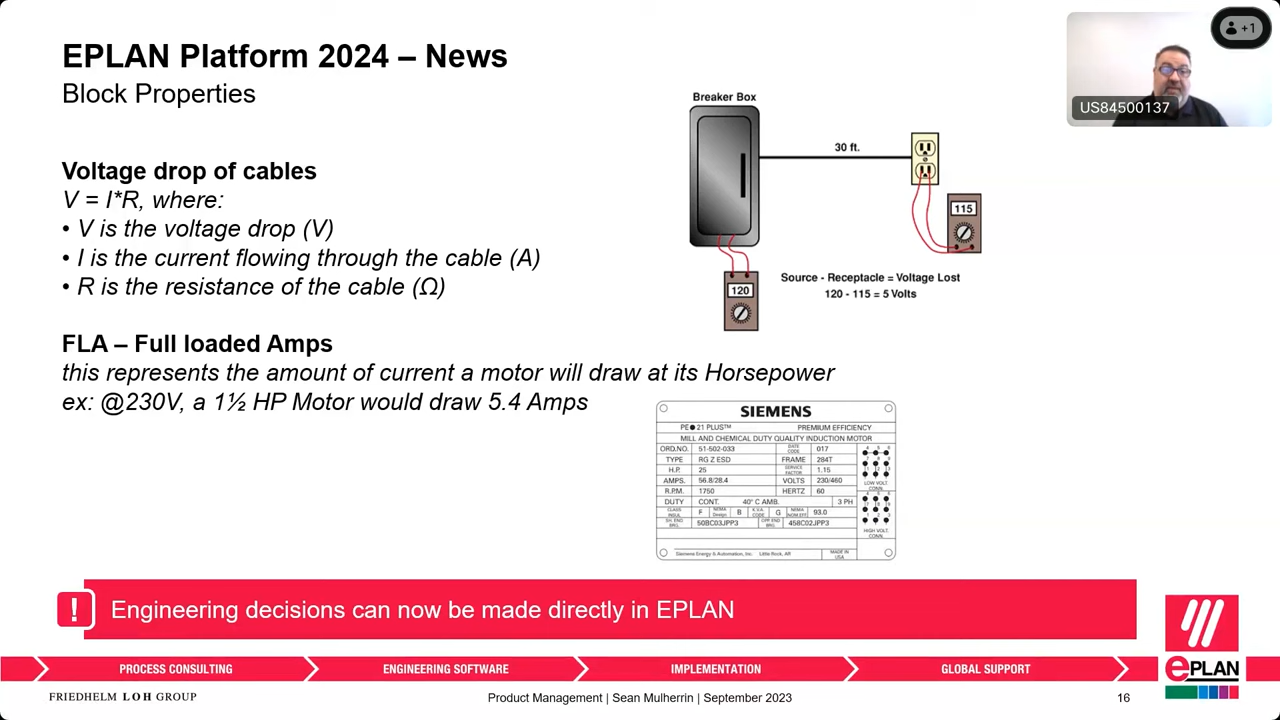 EPLAN Platform 2024 – News
Block Properties
+1
US84500137
Voltage drop of cables
V = I*R, where:
• V is the voltage drop (V)
• I is the current flowing through the cable (A)
• R is the resistance of the cable (Ω)
Breaker Box
30 ft.
115
120
Source - Receptacle = Voltage Lost
120 - 115 = 5 Volts
FLA – Full loaded Amps
this represents the amount of current a motor will draw at its Horsepower
ex: @230V, a 1½ HP Motor would draw 5.4 Amps
SIEMENS
PE●21 PLUS™ PREMIUM EFFICIENCY
MILL AND CHEMICAL DUTY QUALITY INDUCTION MOTOR
ORD.NO. 51-502-033 DATE CODE 017
TYPE RG Z ESD FRAME 284T
H.P. 25 SERVICE FACTOR 1.15
AMPS. 56.8/28.4 VOLTS 230/460
R.P.M. 1750 HERTZ 60
DUTY CONT. 40°C AMB. 3 PH
CLASS INSUL F NEMA Design B K.V.A. CODE G NEMA NOM.EFF. 93.0
SH. END BRG. 50BC03JPP3 OPP. END BRG. 458C02JPP3
LOW VOLT. CONN.
HIGH VOLT. CONN.
Siemens Energy & Automation, Inc. Little Rock, AR MADE IN USA
! Engineering decisions can now be made directly in EPLAN
PROCESS CONSULTING ENGINEERING SOFTWARE IMPLEMENTATION GLOBAL SUPPORT
ePLAN
FRIEDHELM LOH GROUP
Product Management | Sean Mulherrin | September 2023
16